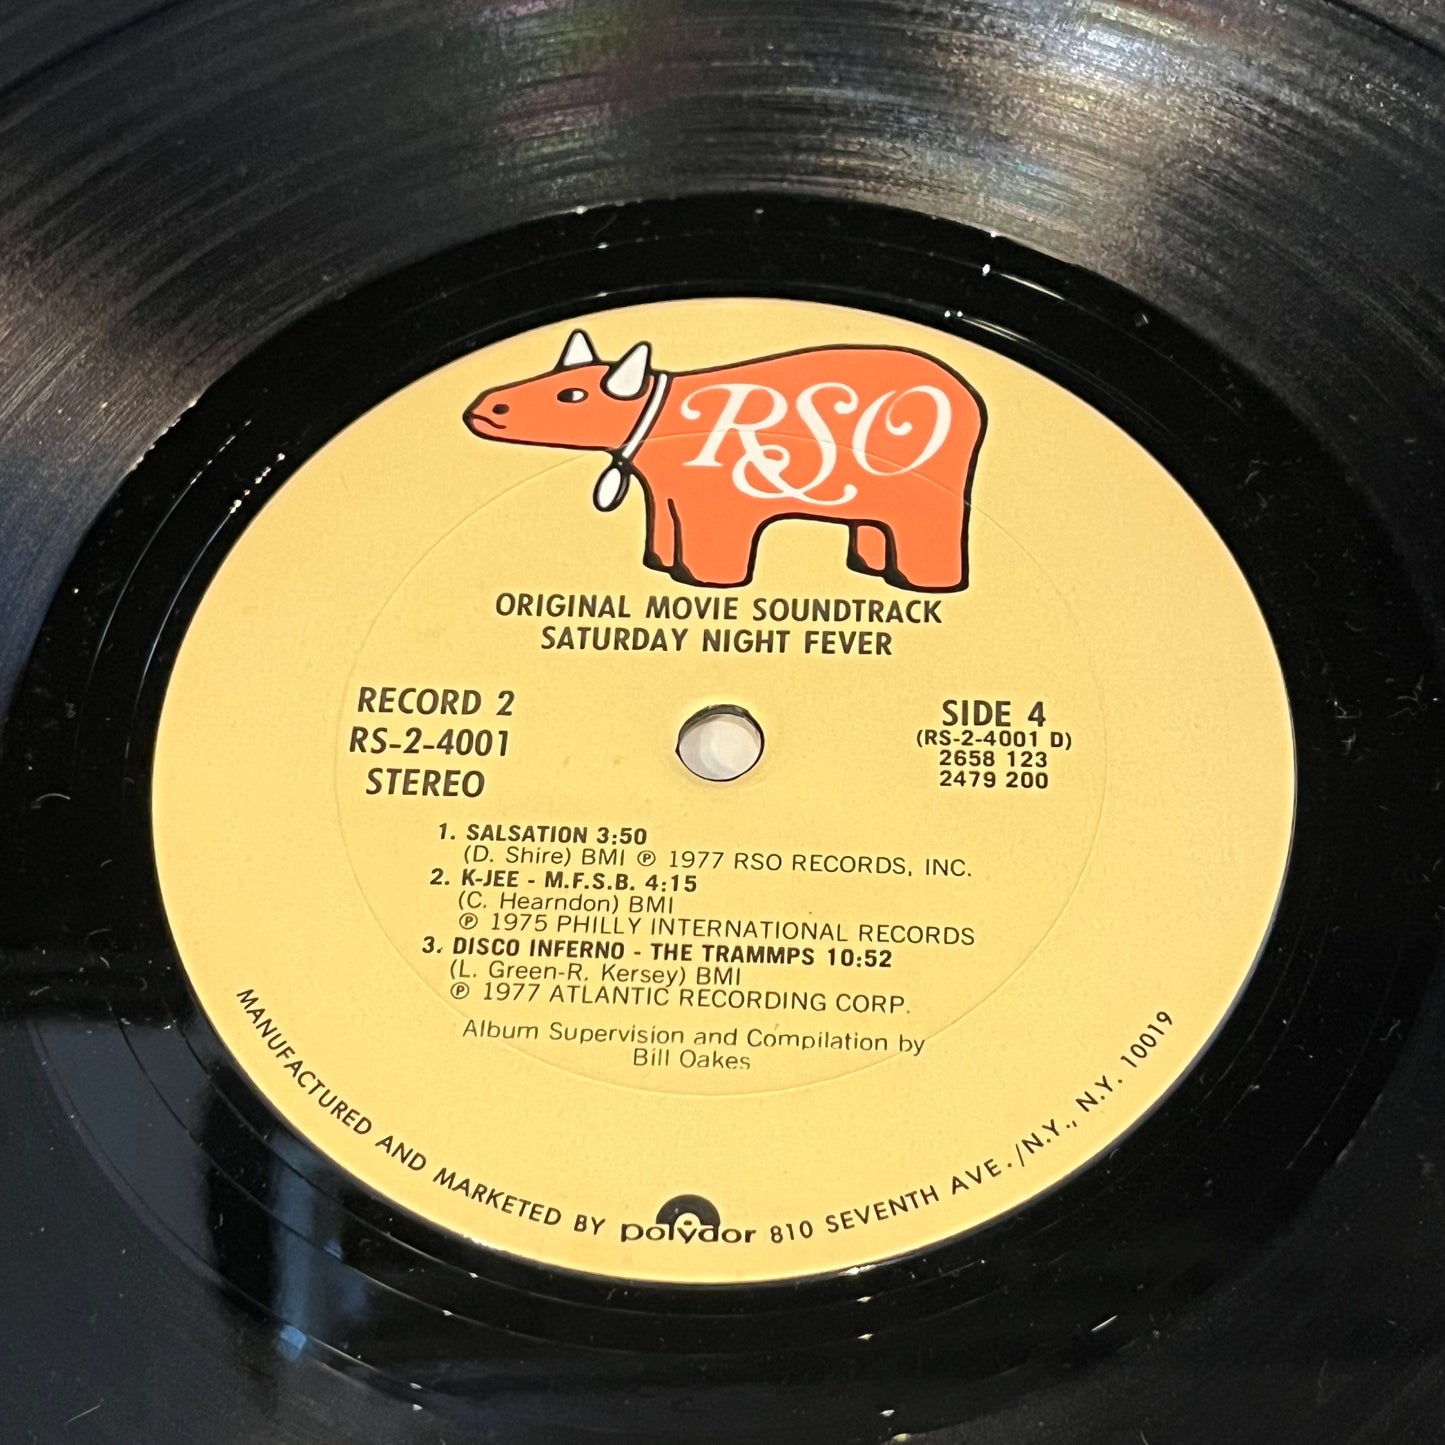 RSO
ORIGINAL MOVIE SOUNDTRACK
SATURDAY NIGHT FEVER
RECORD 2
RS-2-4001
STEREO
SIDE 4
(RS-2-4001 D)
2658 123
2479 200
1. SALSATION 3:50
(D. Shire) BMI ℗ 1977 RSO RECORDS, INC.
2. K-JEE - M.F.S.B. 4:15
(C. Hearndon) BMI
℗ 1975 PHILLY INTERNATIONAL RECORDS
3. DISCO INFERNO - THE TRAMMPS 10:52
(L. Green-R. Kersey) BMI
℗ 1977 ATLANTIC RECORDING CORP.
Album Supervision and Compilation by
Bill Oakes
MANUFACTURED AND MARKETED BY polydor 810 SEVENTH AVE./N.Y., N.Y. 10019